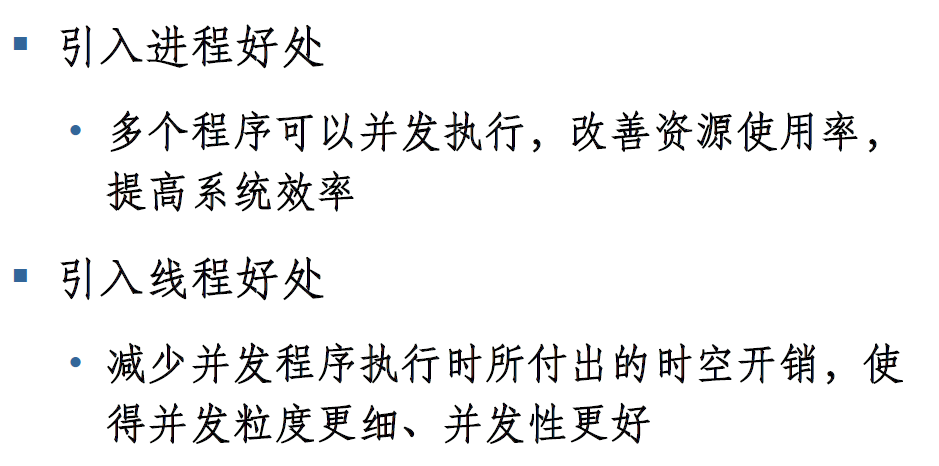 引入进程好处
多个程序可以并发执行，改善资源使用率，
提高系统效率
引入线程好处
减少并发程序执行时所付出的时空开销，使
得并发粒度更细、并发性更好